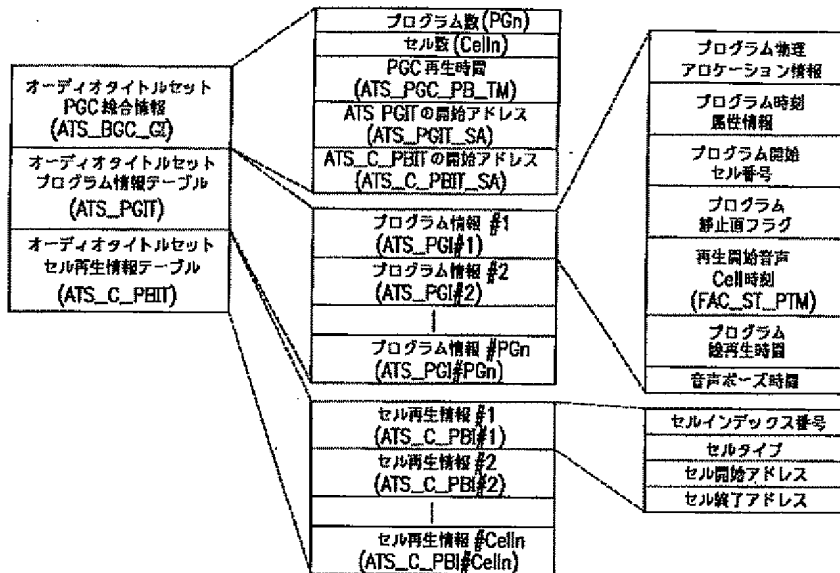 オーディオタイトルセット
PGC 総合情報
(ATS_BGC_GI)
オーディオタイトルセット
プログラム情報テーブル
(ATS_PGIT)
オーディオタイトルセット
セル再生情報テーブル
(ATS_C_PBIT)
プログラム数 (PGn)
セル数 (Celln)
PGC 再生時間
(ATS_PGC_PB_TM)
ATS PGITの開始アドレス
(ATS_PGIT_SA)
ATS_C_PBITの開始アドレス
(ATS_C_PBIT_SA)
プログラム情報 #1
(ATS_PGI#1)
プログラム情報 #2
(ATS_PGI#2)
プログラム情報 #PGn
(ATS_PGI#PGn)
セル再生情報 #1
(ATS_C_PBI#1)
セル再生情報 #2
(ATS_C_PBI#2)
セル再生情報 #Celln
(ATS_C_PBI#Celln)
プログラム物理
アロケーション情報
プログラム時刻
属性情報
プログラム開始
セル番号
プログラム
静止画フラグ
再生開始音声
Cell時刻
(FAC_ST_PTM)
プログラム
総再生時間
音声ポーズ時間
セルインデックス番号
セルタイプ
セル開始アドレス
セル終了アドレス